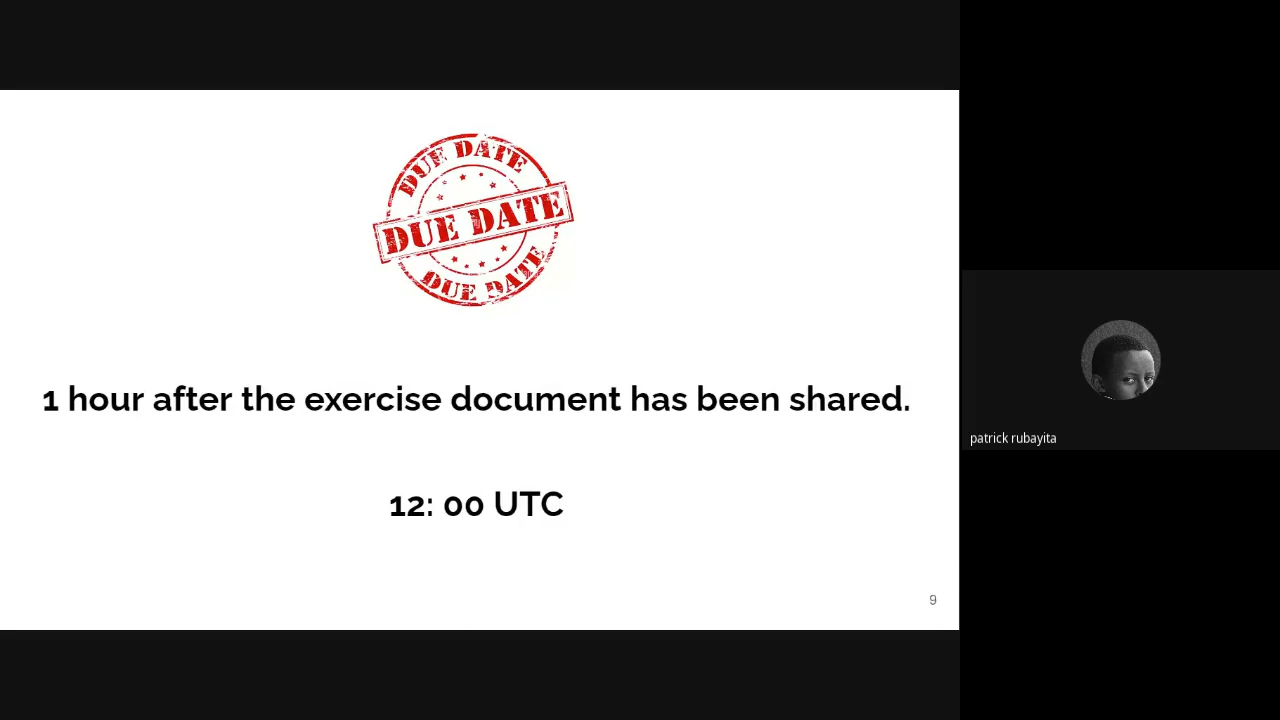 DUE DATE
DUE DATE
DUE DATE
1 hour after the exercise document has been shared.
12: 00 UTC
9
patrick rubayita